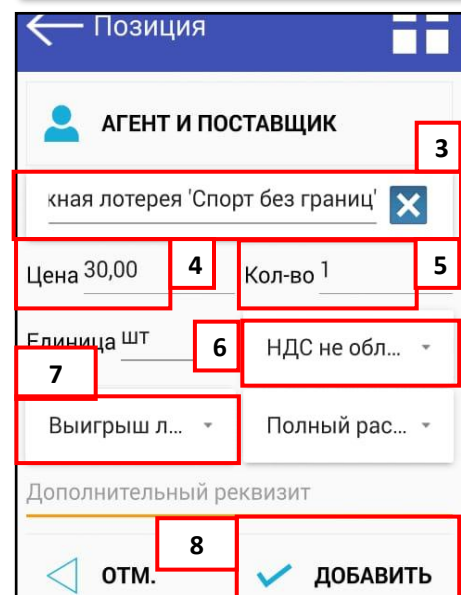 Позиция
АГЕНТ И ПОСТАВЩИК
3
жная лотерея 'Спорт без границ'
Цена 30,00 4 Кол-во 1 5
Единица шт 6 НДС не обл...
7
Выигрыш л... Полный рас...
Дополнительный реквизит
8
ОТМ. ДОБАВИТЬ